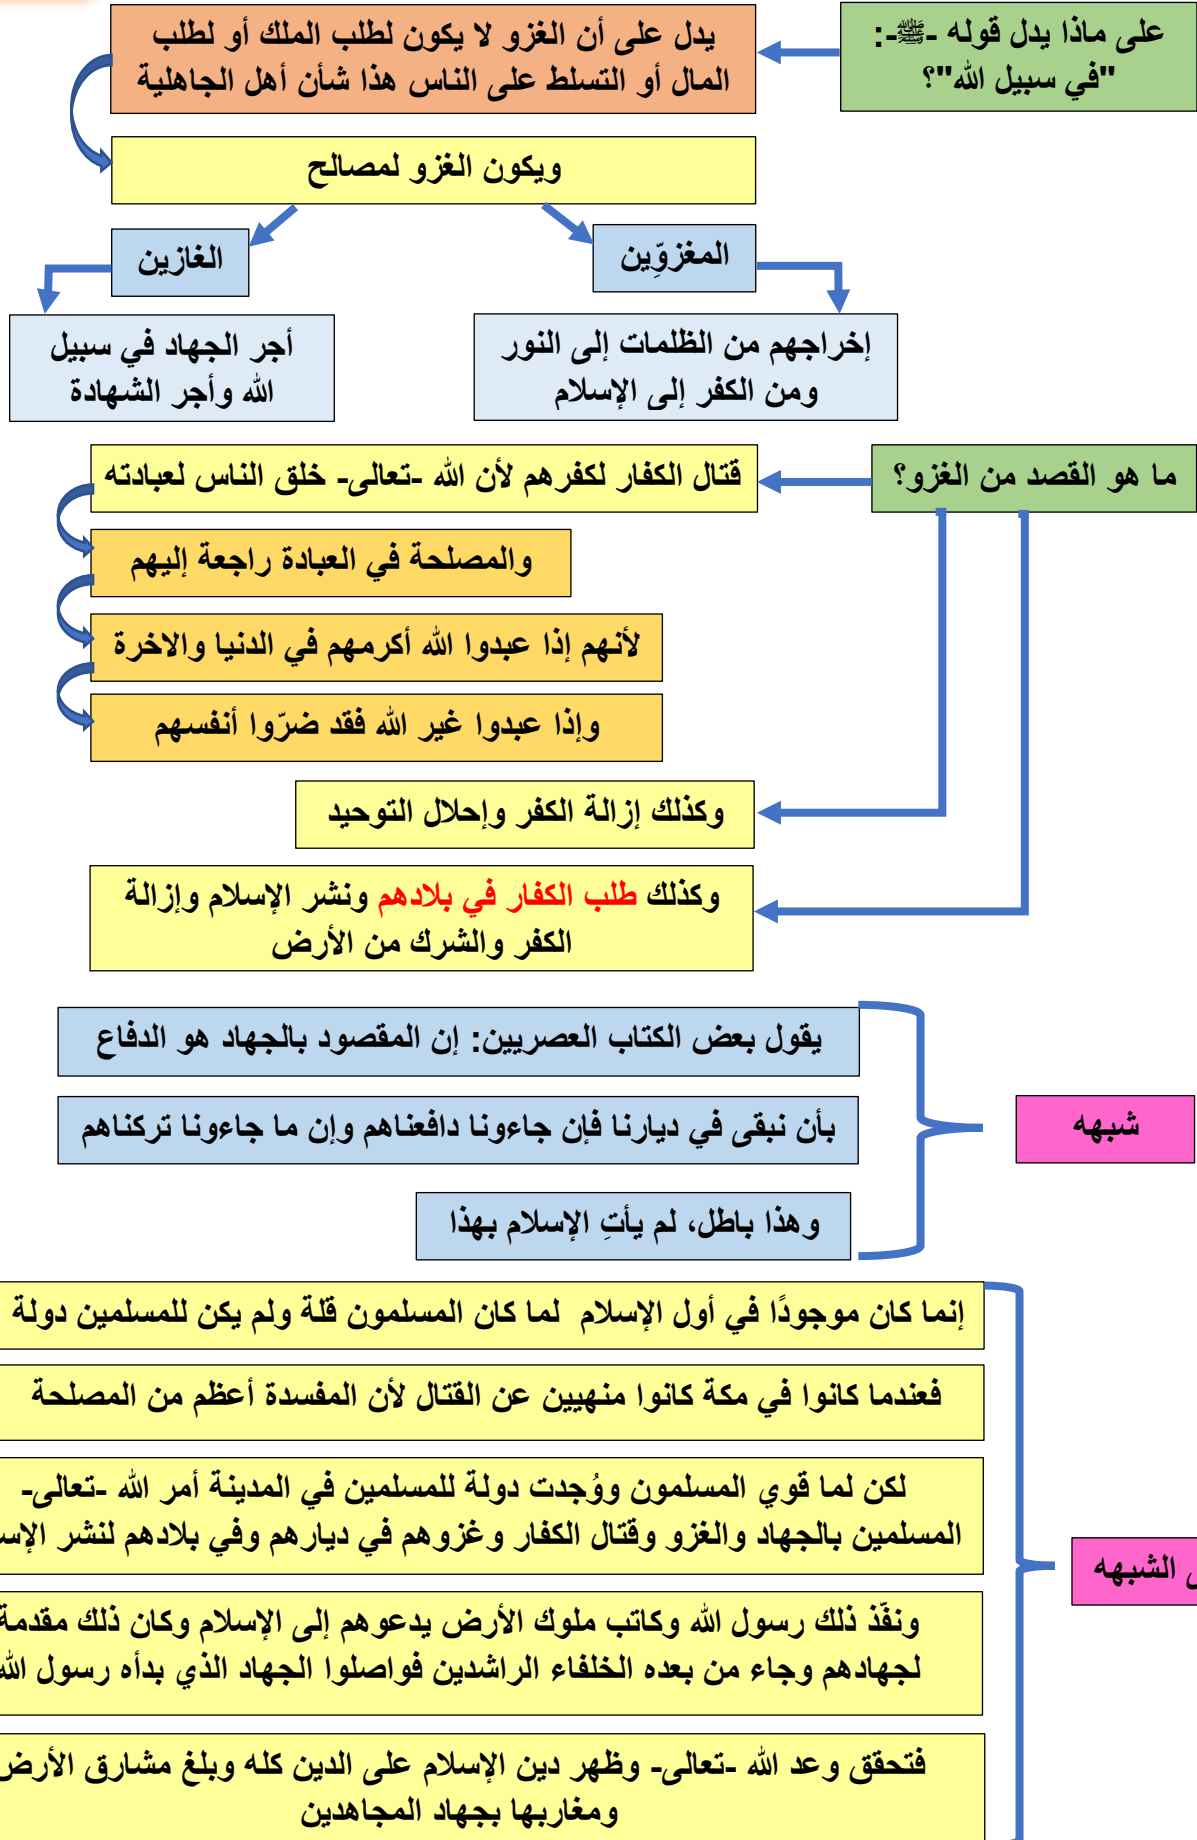 على ماذا يدل قوله -ﷺ-:
"في سبيل الله"؟
يدل على أن الغزو لا يكون لطلب الملك أو لطلب
المال أو التسلط على الناس هذا شأن أهل الجاهلية
ويكون الغزو لمصالح
المغزوِّين
الغازين
إخراجهم من الظلمات إلى النور
ومن الكفر إلى الإسلام
أجر الجهاد في سبيل
الله وأجر الشهادة
ما هو القصد من الغزو؟
قتال الكفار لكفرهم لأن الله -تعالى- خلق الناس لعبادته
والمصلحة في العبادة راجعة إليهم
لأنهم إذا عبدوا الله أكرمهم في الدنيا والاخرة
وإذا عبدوا غير الله فقد ضرّوا أنفسهم
وكذلك إزالة الكفر وإحلال التوحيد
وكذلك طلب الكفار في بلادهم ونشر الإسلام وإزالة
الكفر والشرك من الأرض
شبهه
يقول بعض الكتاب العصريين: إن المقصود بالجهاد هو الدفاع
بأن نبقى في ديارنا فإن جاءونا دافعناهم وإن ما جاءونا تركناهم
وهذا باطل، لم يأتِ الإسلام بهذا
الشبهه
إنما كان موجودًا في أول الإسلام لما كان المسلمون قلة ولم يكن للمسلمين دولة
فعندما كانوا في مكة كانوا منهيين عن القتال لأن المفسدة أعظم من المصلحة
لكن لما قوي المسلمون ووُجدت دولة للمسلمين في المدينة أمر الله -تعالى-
المسلمين بالجهاد والغزو وقتال الكفار وغزوهم في ديارهم وفي بلادهم لنشر
ونفّذ ذلك رسول الله وكاتب ملوك الأرض يدعوهم إلى الإسلام وكان ذلك مقدمة
لجهادهم وجاء من بعده الخلفاء الراشدين فواصلوا الجهاد الذي بدأه رسول الله
فتحقق وعد الله -تعالى- وظهر دين الإسلام على الدين كله وبلغ مشارق الأرض
ومغاربها بجهاد المجاهدين